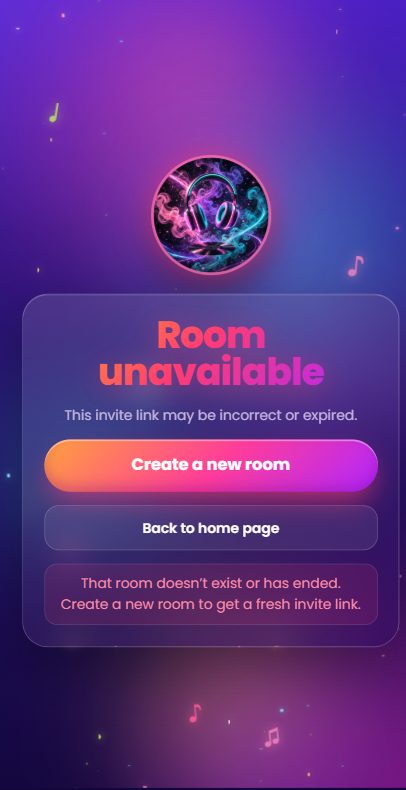 Room
unavailable
This invite link may be incorrect or expired.
Create a new room
Back to home page
That room doesn’t exist or has ended.
Create a new room to get a fresh invite link.